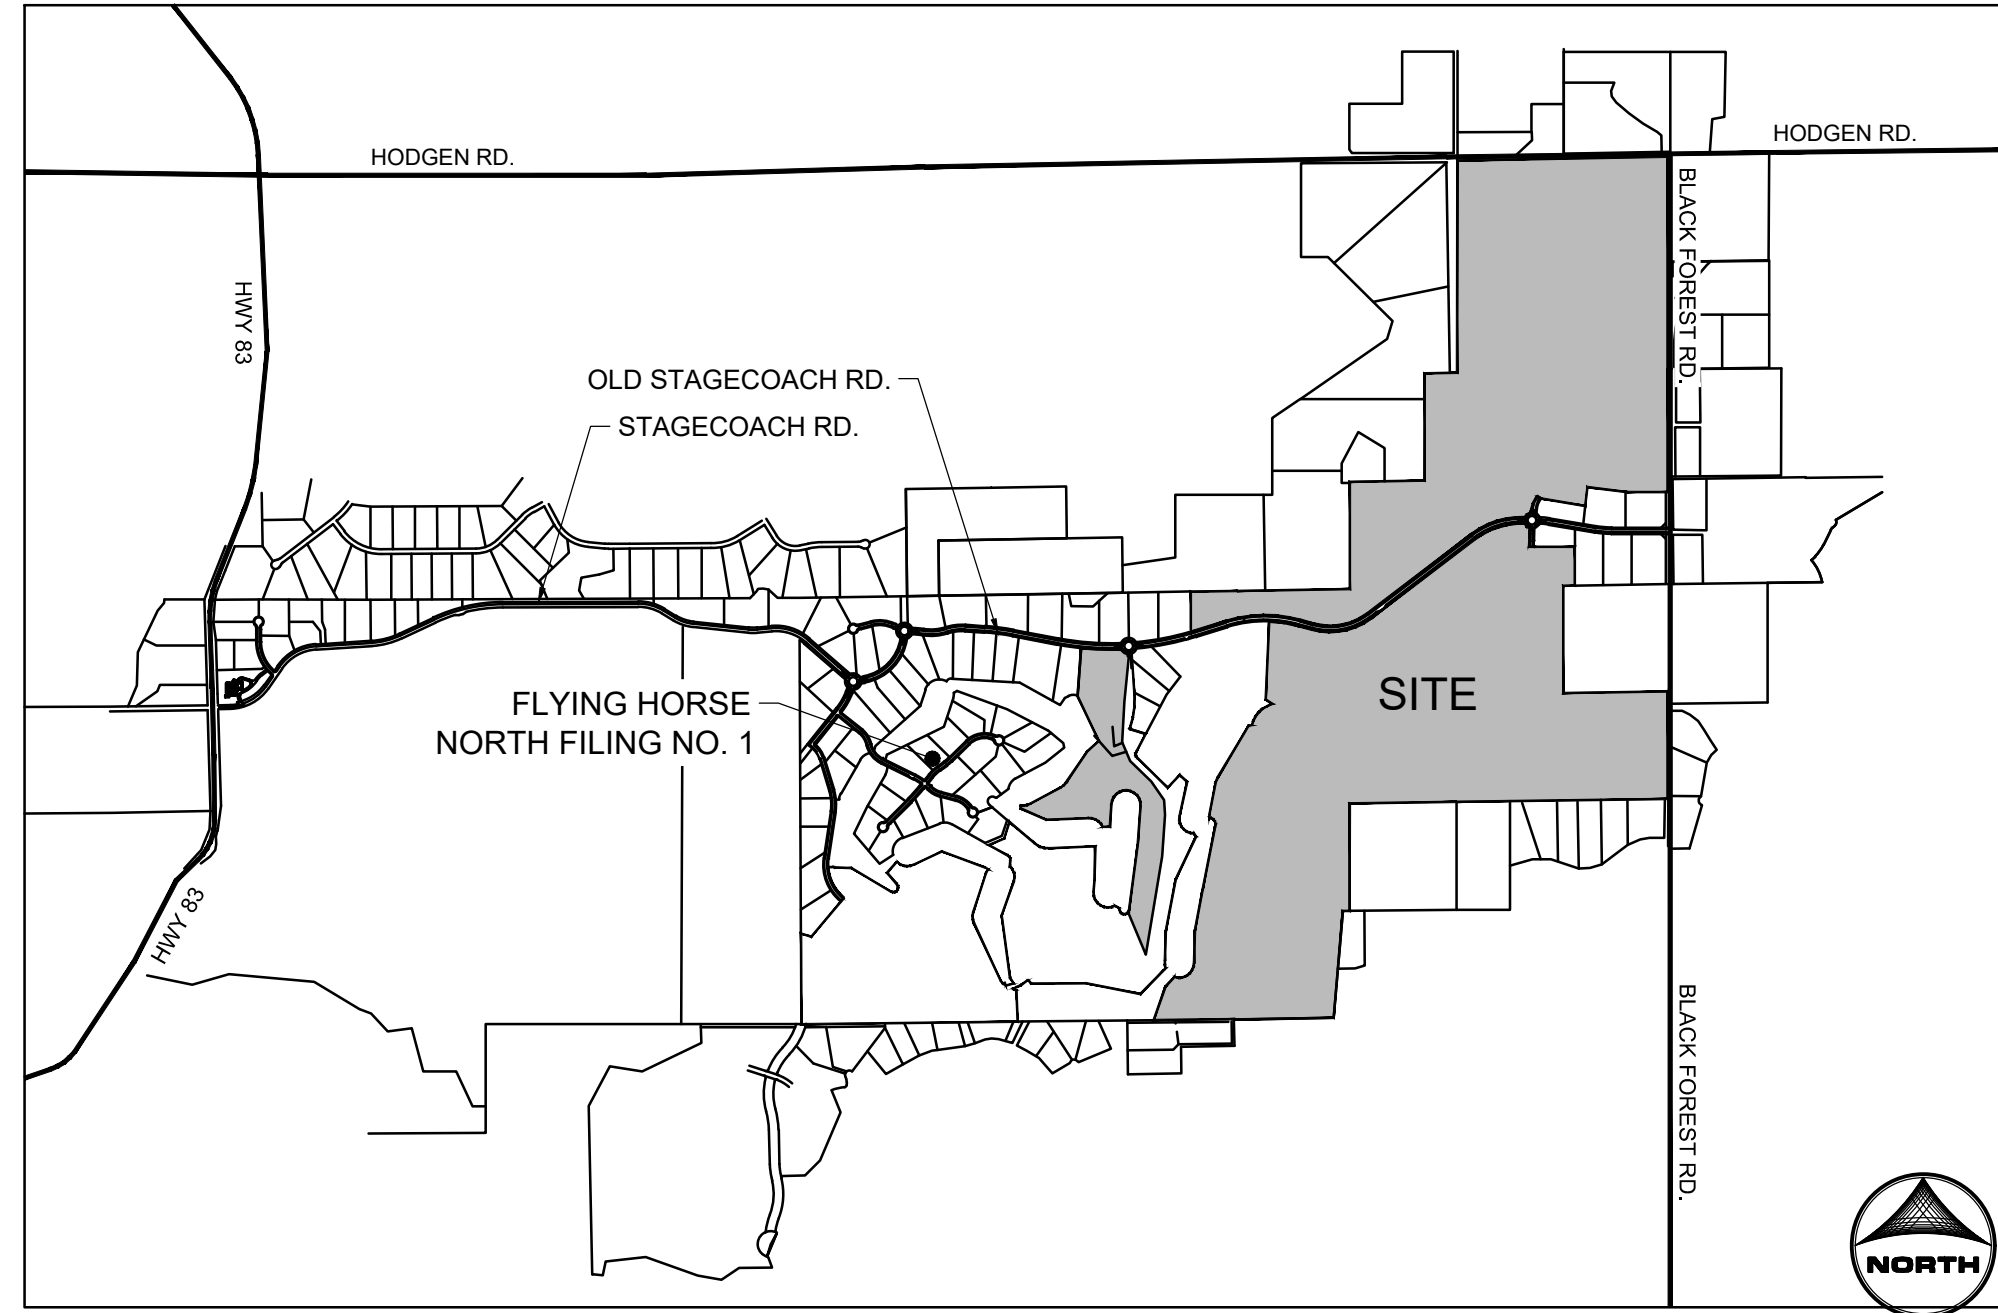 HODGEN RD.
HODGEN RD.
BLACK FOREST RD.
HWY 83
OLD STAGECOACH RD.
STAGECOACH RD.
FLYING HORSE
NORTH FILING NO. 1
SITE
HWY 83
BLACK FOREST RD.
NORTH